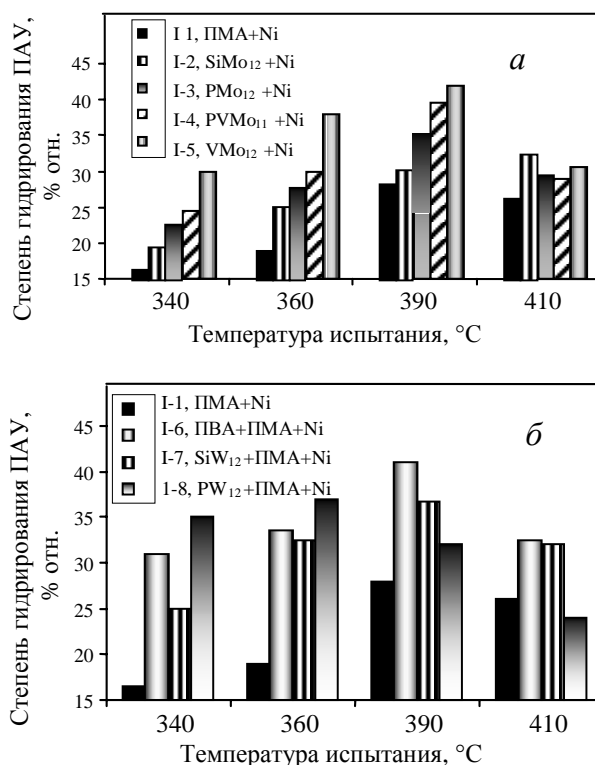 Степень гидрирования ПАУ,
% отн.
45
40
35
30
25
20
15
I 1, ПМА+Ni
I-2, SiMo₁₂ +Ni
I-3, PMo₁₂ +Ni
I-4, PVMo₁₁ +Ni
I-5, VMo₁₂ +Ni
а
340 360 390 410
Температура испытания, °C
Степень гидрирования ПАУ,
% отн.
45
40
35
30
25
20
15
I-1, ПМА+Ni
I-6, ПВА+ПМА+Ni
I-7, SiW₁₂+ПМА+Ni
1-8, PW₁₂+ПМА+Ni
б
340 360 390 410
Температура испытания, °C